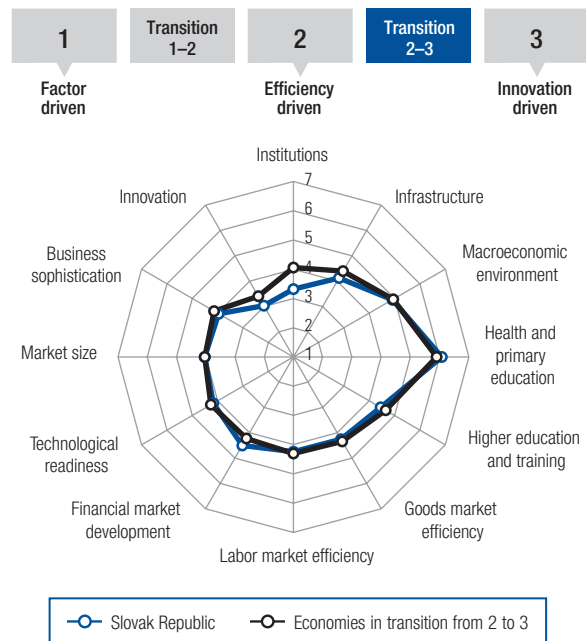 1
Transition
1–2
2
Transition
2–3
3
Factor
driven
Efficiency
driven
Innovation
driven
Institutions
Infrastructure
Macroeconomic
environment
Health and
primary
education
Higher education
and training
Goods market
efficiency
Labor market efficiency
Financial market
development
Technological
readiness
Market size
Business
sophistication
Innovation
7
6
5
4
3
2
1
Slovak Republic
Economies in transition from 2 to 3